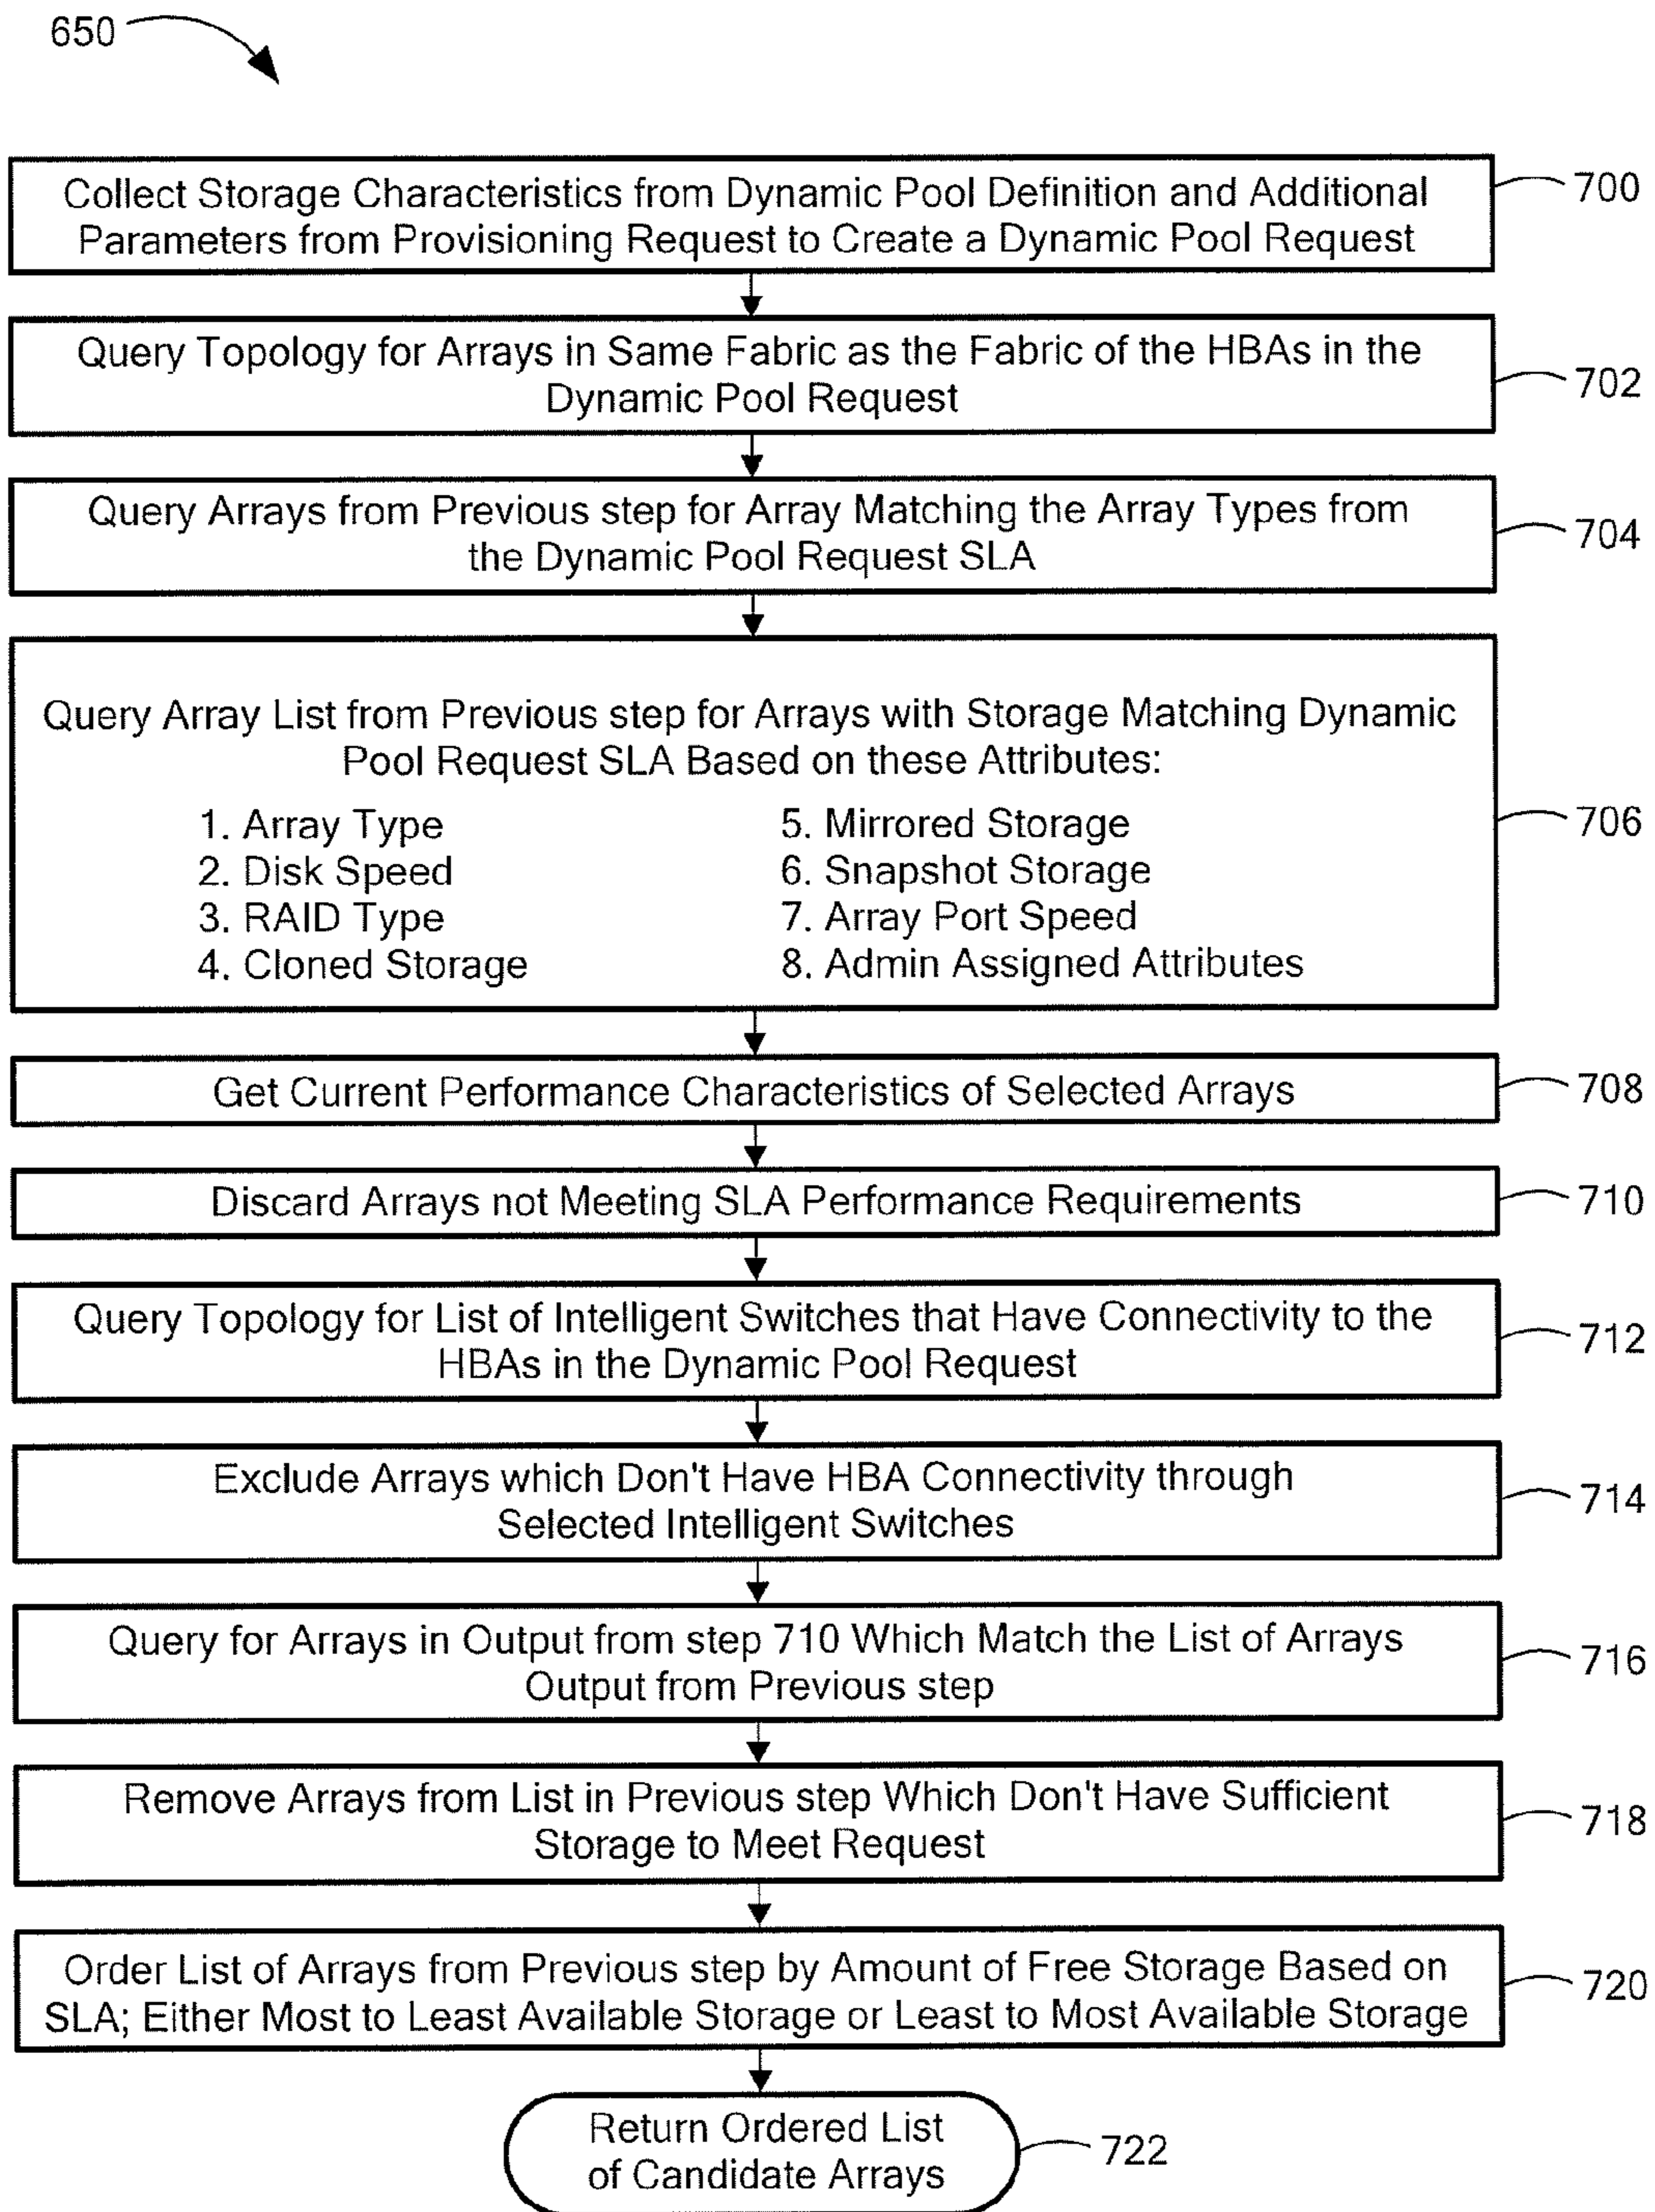 650
Collect Storage Characteristics from Dynamic Pool Definition and Additional
Parameters from Provisioning Request to Create a Dynamic Pool Request
700
Query Topology for Arrays in Same Fabric as the Fabric of the HBAs in the
Dynamic Pool Request
702
Query Arrays from Previous step for Array Matching the Array Types from
the Dynamic Pool Request SLA
704
Query Array List from Previous step for Arrays with Storage Matching Dynamic
Pool Request SLA Based on these Attributes:
1. Array Type
2. Disk Speed
3. RAID Type
4. Cloned Storage
5. Mirrored Storage
6. Snapshot Storage
7. Array Port Speed
8. Admin Assigned Attributes
706
Get Current Performance Characteristics of Selected Arrays
708
Discard Arrays not Meeting SLA Performance Requirements
710
Query Topology for List of Intelligent Switches that Have Connectivity to the
HBAs in the Dynamic Pool Request
712
Exclude Arrays which Don't Have HBA Connectivity through
Selected Intelligent Switches
714
Query for Arrays in Output from step 710 Which Match the List of Arrays
Output from Previous step
716
Remove Arrays from List in Previous step Which Don't Have Sufficient
Storage to Meet Request
718
Order List of Arrays from Previous step by Amount of Free Storage Based on
SLA; Either Most to Least Available Storage or Least to Most Available Storage
720
Return Ordered List
of Candidate Arrays
722